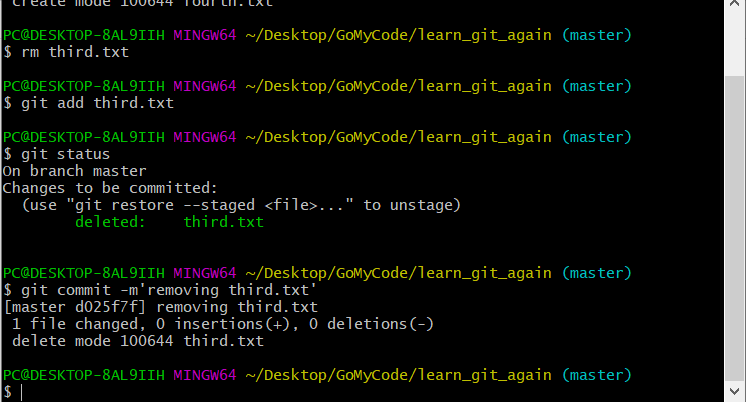 create mode 100644 fourth.txt
PC@DESKTOP-8AL9IIH MINGW64 ~/Desktop/GoMyCode/learn_git_again (master)
$ rm third.txt
PC@DESKTOP-8AL9IIH MINGW64 ~/Desktop/GoMyCode/learn_git_again (master)
$ git add third.txt
PC@DESKTOP-8AL9IIH MINGW64 ~/Desktop/GoMyCode/learn_git_again (master)
$ git status
On branch master
Changes to be committed:
  (use "git restore --staged <file>..." to unstage)
        deleted:    third.txt
PC@DESKTOP-8AL9IIH MINGW64 ~/Desktop/GoMyCode/learn_git_again (master)
$ git commit -m'removing third.txt'
[master d025f7f] removing third.txt
 1 file changed, 0 insertions(+), 0 deletions(-)
 delete mode 100644 third.txt
PC@DESKTOP-8AL9IIH MINGW64 ~/Desktop/GoMyCode/learn_git_again (master)
$